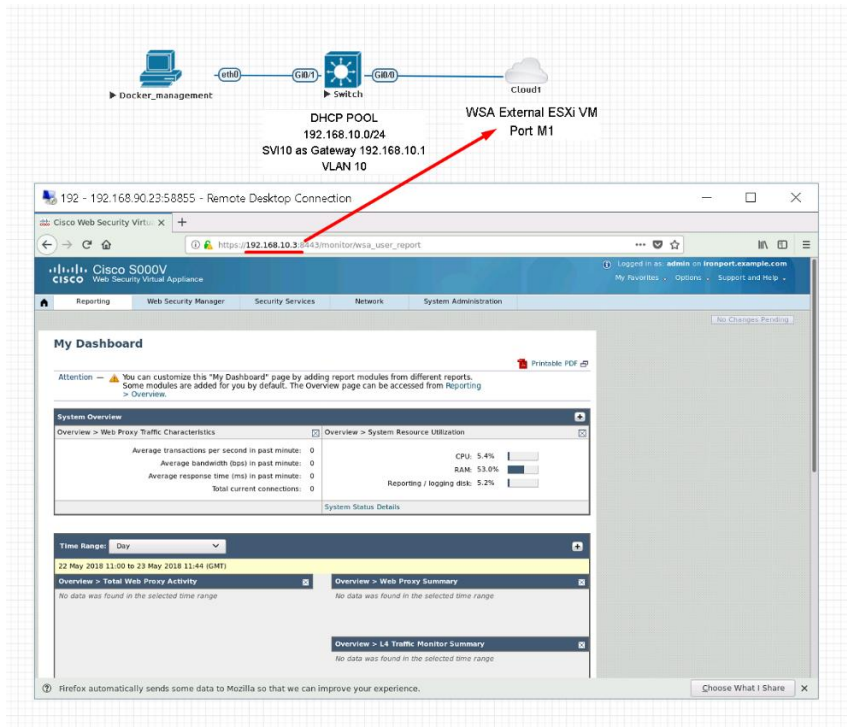 eth0
Gi0/1
Gi0/0
Docker_management
Switch
Cloud1
DHCP POOL
192.168.10.0/24
SVI10 as Gateway 192.168.10.1
VLAN 10
WSA External ESXi VM
Port M1
192 - 192.168.90.23:58855 - Remote Desktop Connection
Cisco Web Security Virtu
https://192.168.10.3:8443/monitor/wsa_user_report
CISCO
Cisco S000V
Web Security Virtual Appliance
Logged in as: admin on ironport.example.com
My Favorites
Options
Support and Help
Reporting
Web Security Manager
Security Services
Network
System Administration
No Changes Pending
My Dashboard
Printable PDF
Attention — You can customize this "My Dashboard" page by adding report modules from different reports.
Some modules are added for you by default. The Overview page can be accessed from Reporting
> Overview.
System Overview
Overview > Web Proxy Traffic Characteristics
Average transactions per second in past minute: 0
Average bandwidth (bps) in past minute: 0
Average response time (ms) in past minute: 0
Total current connections: 0
Overview > System Resource Utilization
CPU: 5.4%
RAM: 53.0%
Reporting / logging disk: 5.2%
System Status Details
Time Range: Day
22 May 2018 11:00 to 23 May 2018 11:44 (GMT)
Overview > Total Web Proxy Activity
No data was found in the selected time range
Overview > Web Proxy Summary
No data was found in the selected time range
Overview > L4 Traffic Monitor Summary
No data was found in the selected time range
Firefox automatically sends some data to Mozilla so that we can improve your experience.
Choose What I Share